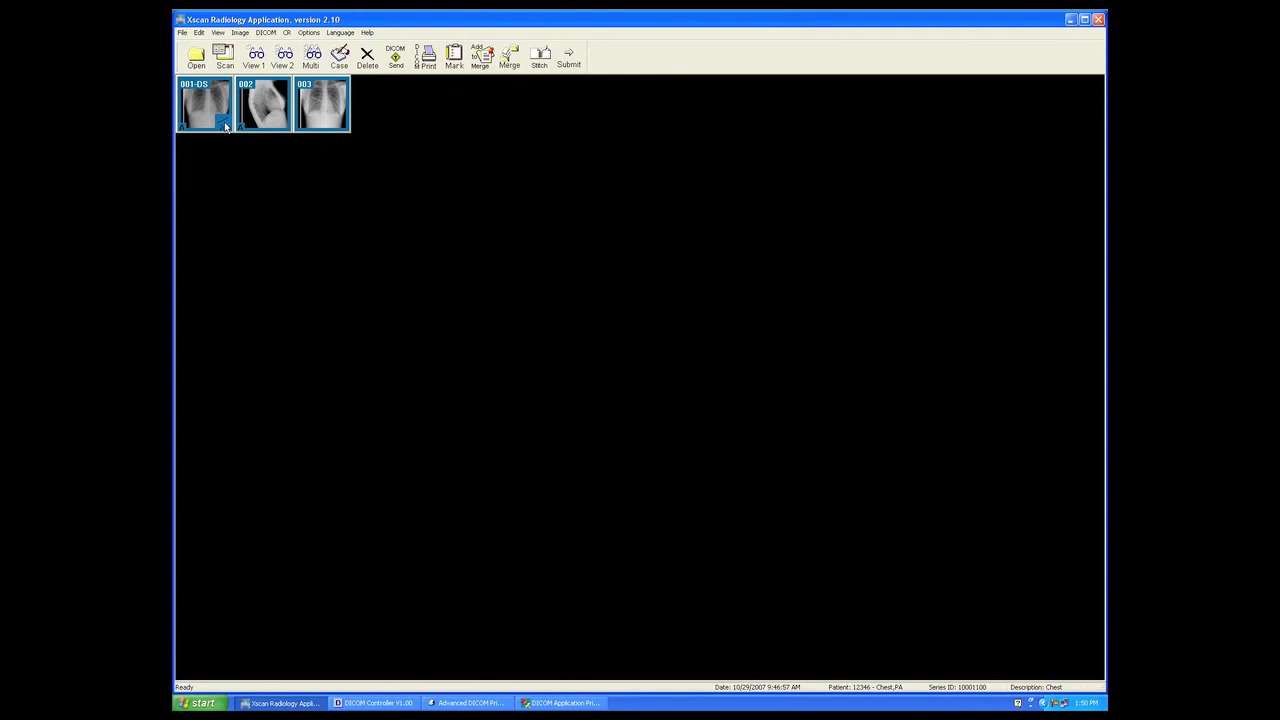 Xscan Radiology Application, version 2.10
File Edit View Image DICOM CR Options Language Help
Open Scan View 1 View 2 Multi Case Delete DICOM Send DICOM Print Mark Add to Merge Merge Stitch Submit
001-DS 002 003
A A A
Ready Date: 10/29/2007 9:46:57 AM Patient: 12346 - Chest,PA Series ID: 10001100 Description: Chest
start Xscan Radiology Appli... DICOM Controller V1.00 Advanced DICOM Pri... DICOM Application Pri... 1:50 PM